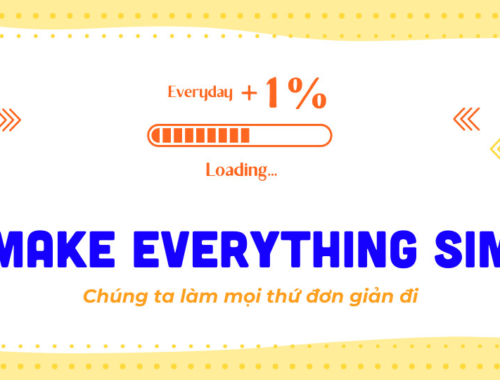 Everyday + 1%
Loading...
MAKE EVERYTHING SIM
Chúng ta làm mọi thứ đơn giản đi